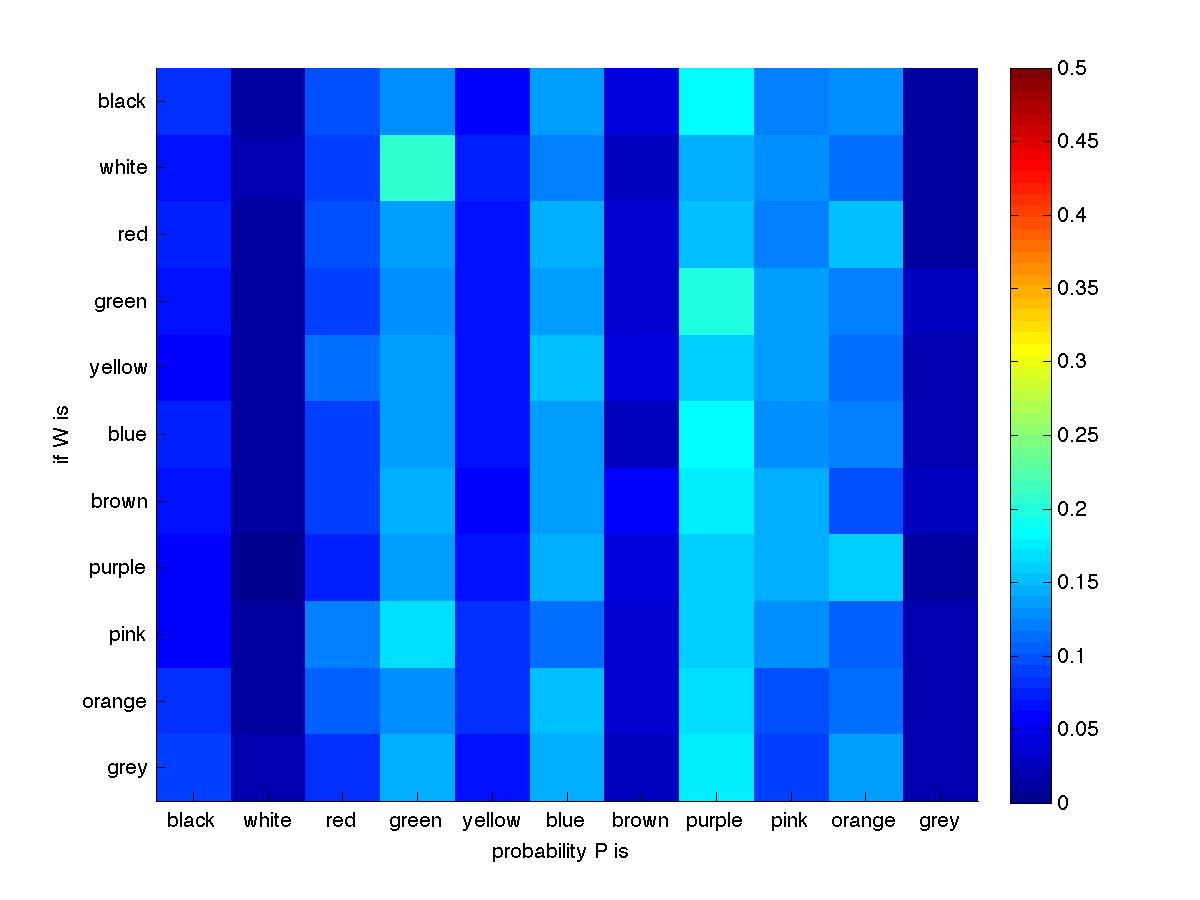 black
white
red
green
yellow
blue
brown
purple
pink
orange
grey
if W is
black white red green yellow blue brown purple pink orange grey
probability P is
0.5
0.45
0.4
0.35
0.3
0.25
0.2
0.15
0.1
0.05
0